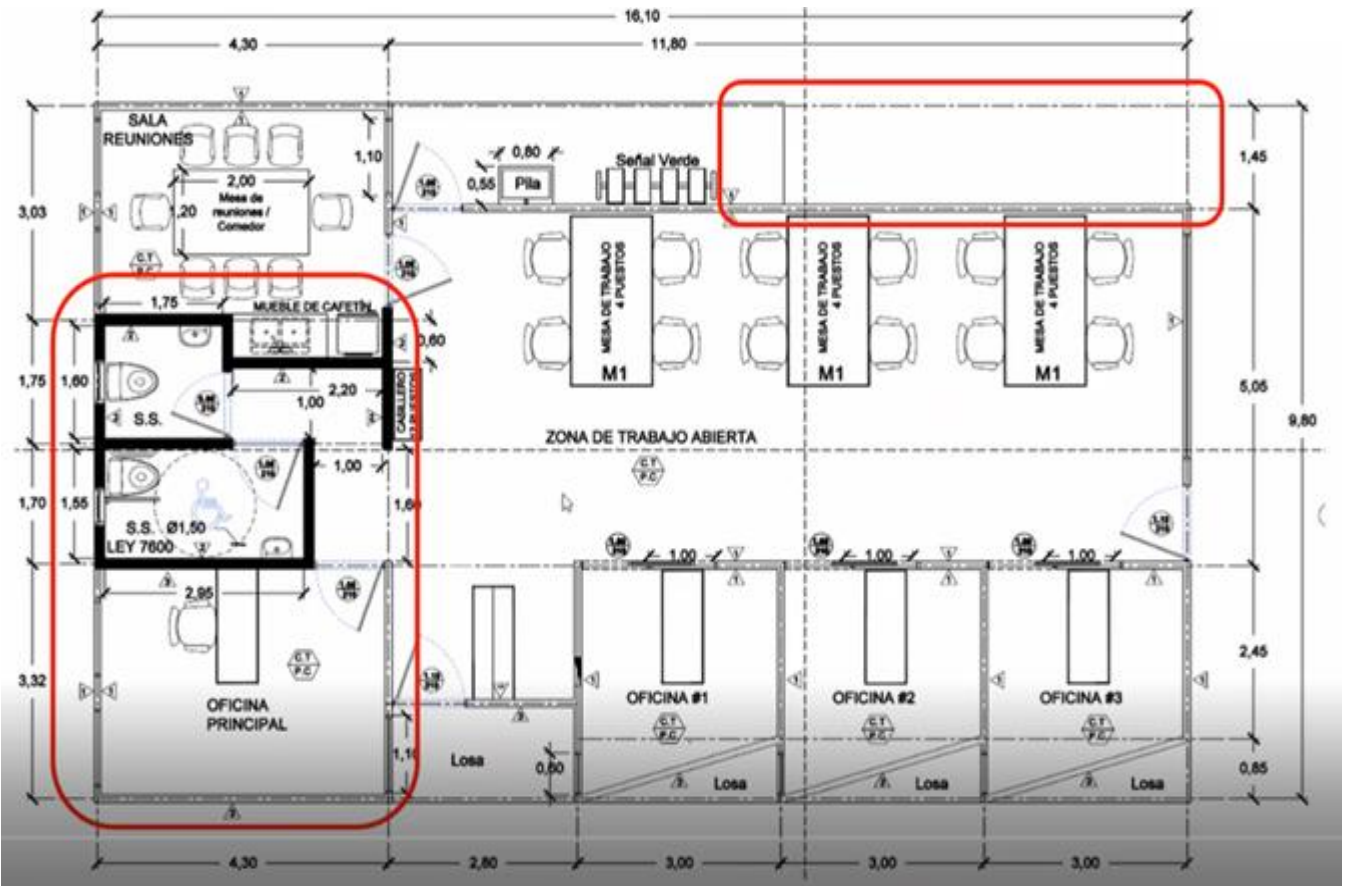 16,10
4,30
11,80
SALA
REUNIONES
1,10
0,80
0,55
Pila
Señal Verde
1,45
3,03
2,00
Mesa de
reuniones /
Comedor
1,20
C.T
P.C
MESA DE TRABAJO
4 PUESTOS
M1
MESA DE TRABAJO
4 PUESTOS
M1
MESA DE TRABAJO
4 PUESTOS
M1
1,75
MUEBLE DE CAFETÍN
0,60
1,75
1,60
S.S.
2,20
1,00
CASILLERO
12 PUESTOS
5,05
9,80
ZONA DE TRABAJO ABIERTA
C.T
P.C
1,00
1,70
1,55
S.S. Ø1,50
LEY 7600
1,60
1,00
1,00
1,00
2,95
C.T
P.C
3,32
OFICINA
PRINCIPAL
OFICINA #1
C.T
P.C
OFICINA #2
C.T
P.C
OFICINA #3
C.T
P.C
2,45
1,10
Losa
0,60
Losa
Losa
0,85
4,30
2,80
3,00
3,00
3,00